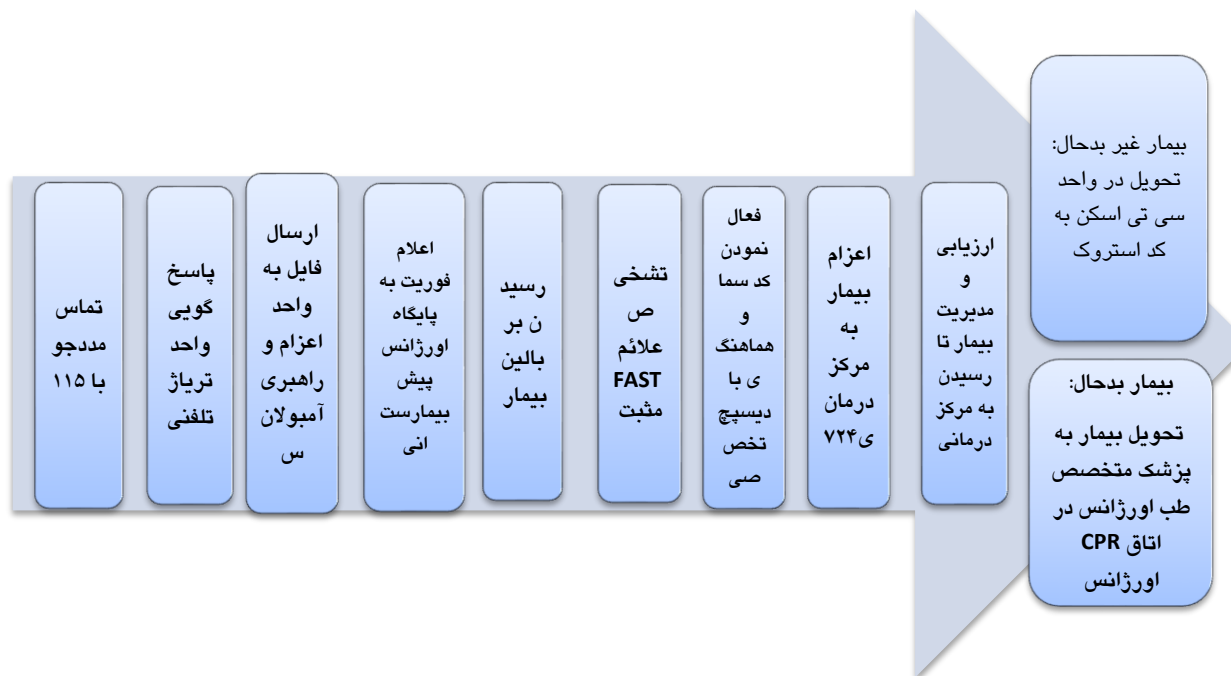 تماس
مددجو
با ۱۱۵
پاسخ
گویی
واحد
تریاژ
تلفنی
ارسال
فایل به
واحد
اعزام و
راهبری
آمبولان
س
اعلام
فوریت به
پایگاه
اورژانس
پیش
بیمارست
انی
رسید
ن بر
بالین
بیمار
تشخی
ص
علائم
FAST
مثبت
فعال
نمودن
کد سما
و
هماهنگ
ی با
دیسپچ
تخص
صی
اعزام
بیمار
به
مرکز
درمان
ی۷۲۴
ارزیابی
و
مدیریت
بیمار تا
رسیدن
به مرکز
درمانی
بیمار غیر بدحال:
تحویل در واحد
سی تی اسکن به
کد استروک
بیمار بدحال:
تحویل بیمار به
پزشک متخصص
طب اورژانس در
اتاق CPR
اورژانس